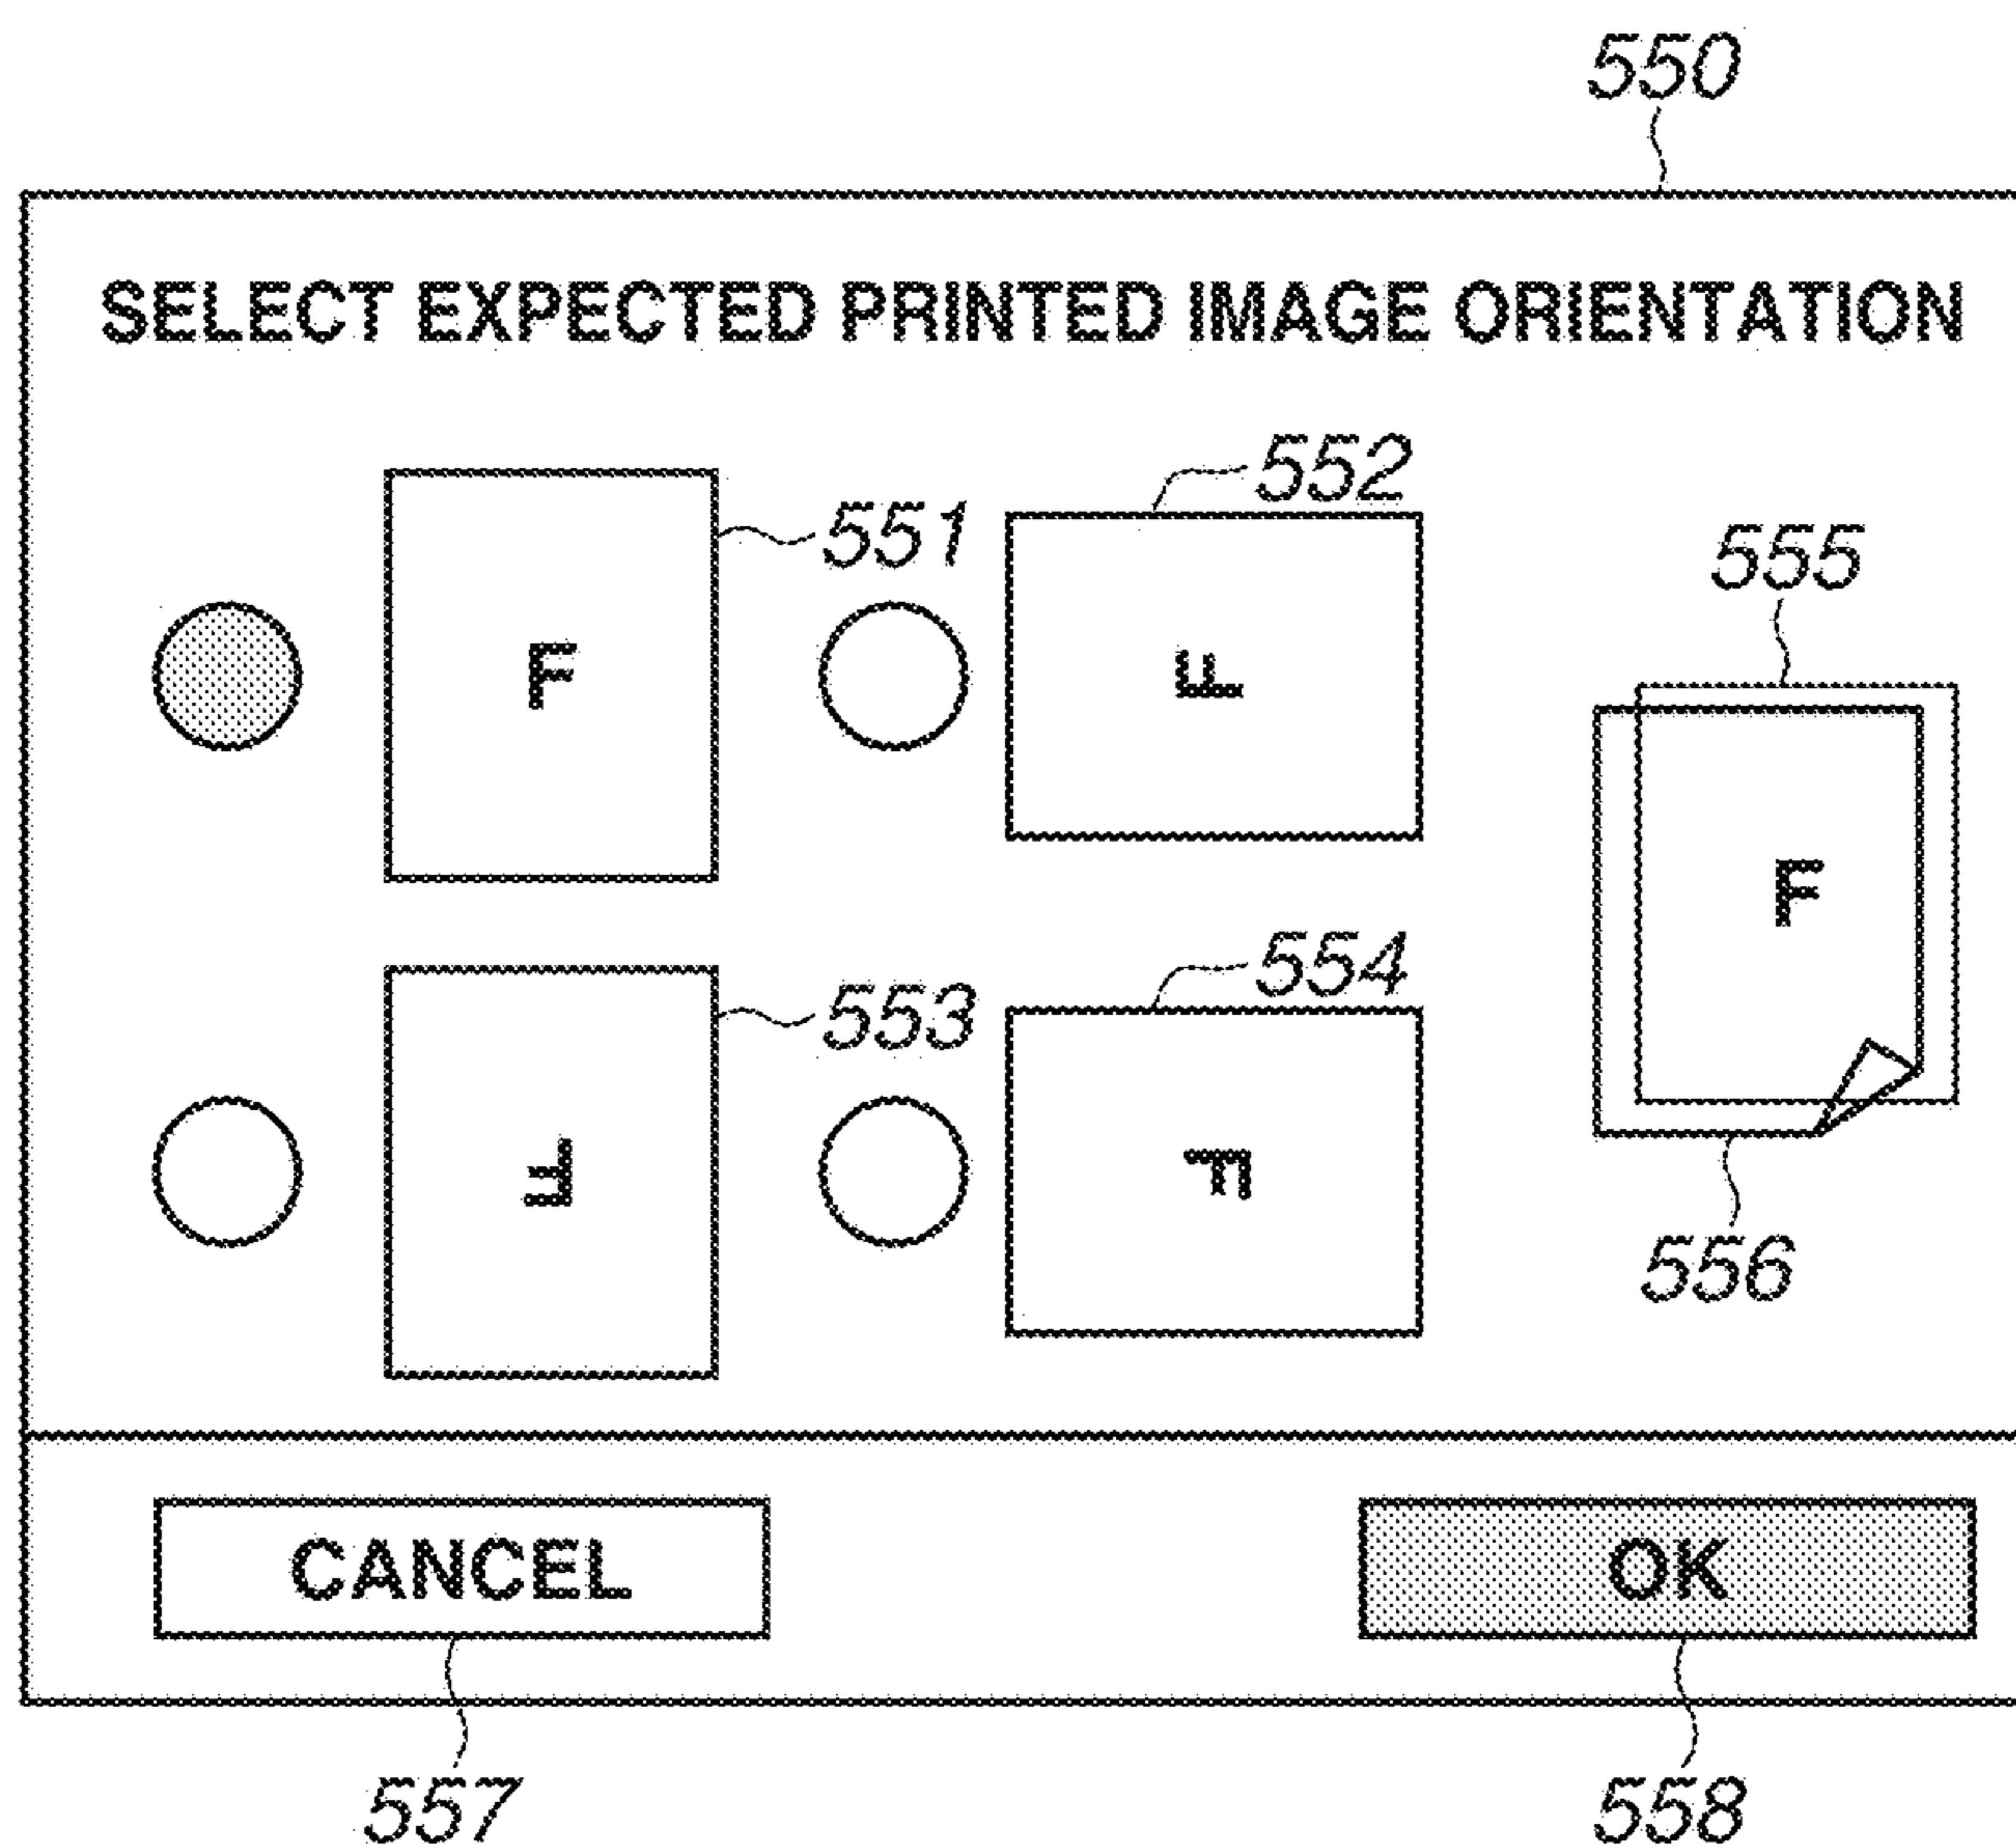 550
SELECT EXPECTED PRINTED IMAGE ORIENTATION
552
551
555
F
F
F
554
553
F
F
556
CANCEL
OK
557
558